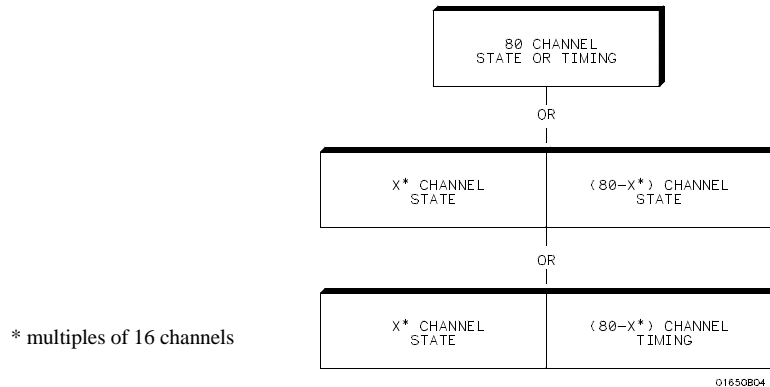 80 CHANNEL
STATE OR TIMING
OR
X* CHANNEL
STATE
(80-X*) CHANNEL
STATE
OR
X* CHANNEL
STATE
(80-X*) CHANNEL
TIMING
* multiples of 16 channels
01650B04